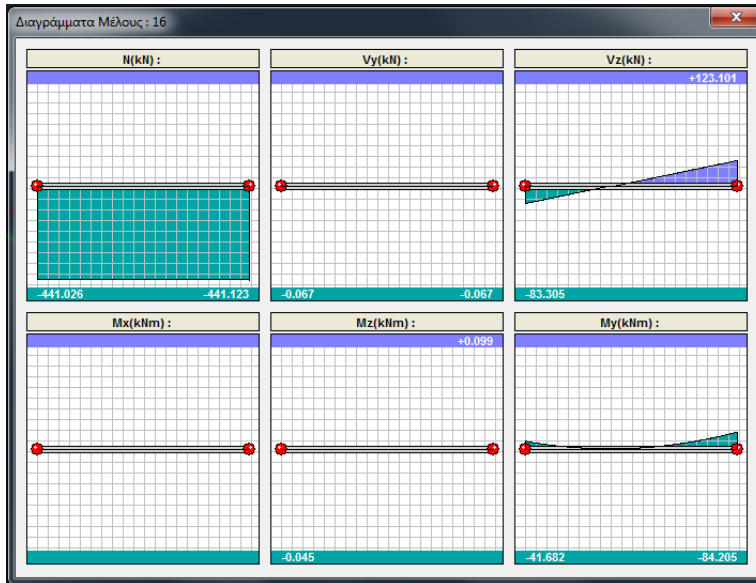 Διαγράμματα Μέλους : 16
N(kN) :
Vy(kN) :
Vz(kN) :
+123.101
-441.026 -441.123
-0.067 -0.067
-83.305
Mx(kNm) :
Mz(kNm) :
My(kNm) :
+0.099
-0.045
-41.682 -84.205